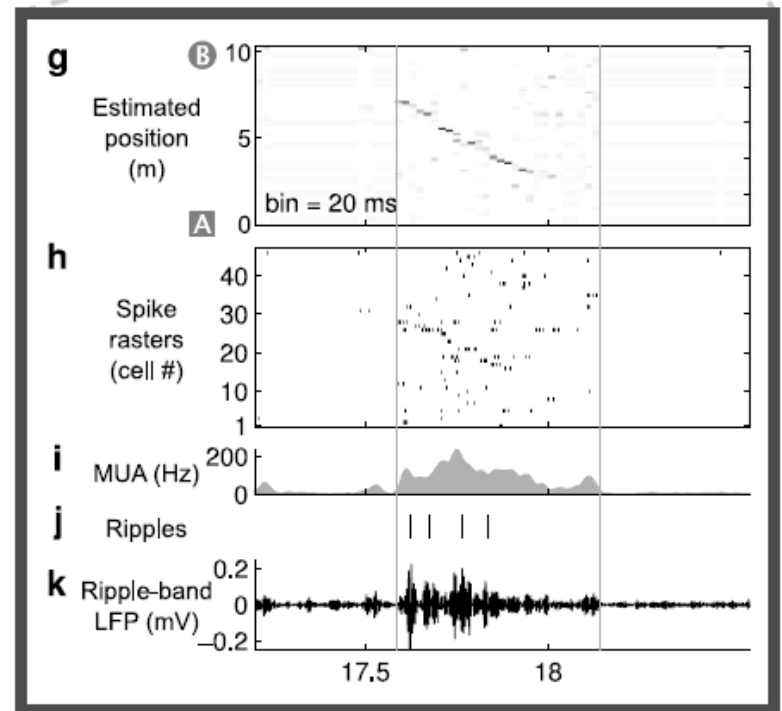 g
B
10
Estimated
position
(m)
5
bin = 20 ms
0
A
h
40
Spike
30
rasters
20
(cell #)
10
1
i
MUA (Hz)
200
0
j
Ripples
k
Ripple-band
LFP (mV)
0.2
0
–0.2
17.5
18